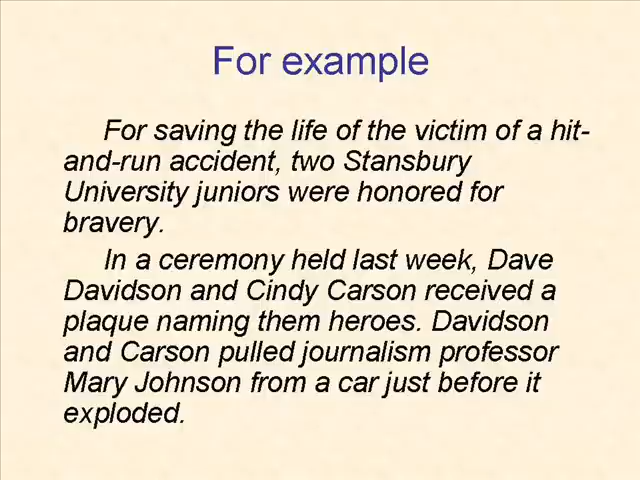 For example
For saving the life of the victim of a hit-
and-run accident, two Stansbury
University juniors were honored for
bravery.
In a ceremony held last week, Dave
Davidson and Cindy Carson received a
plaque naming them heroes. Davidson
and Carson pulled journalism professor
Mary Johnson from a car just before it
exploded.